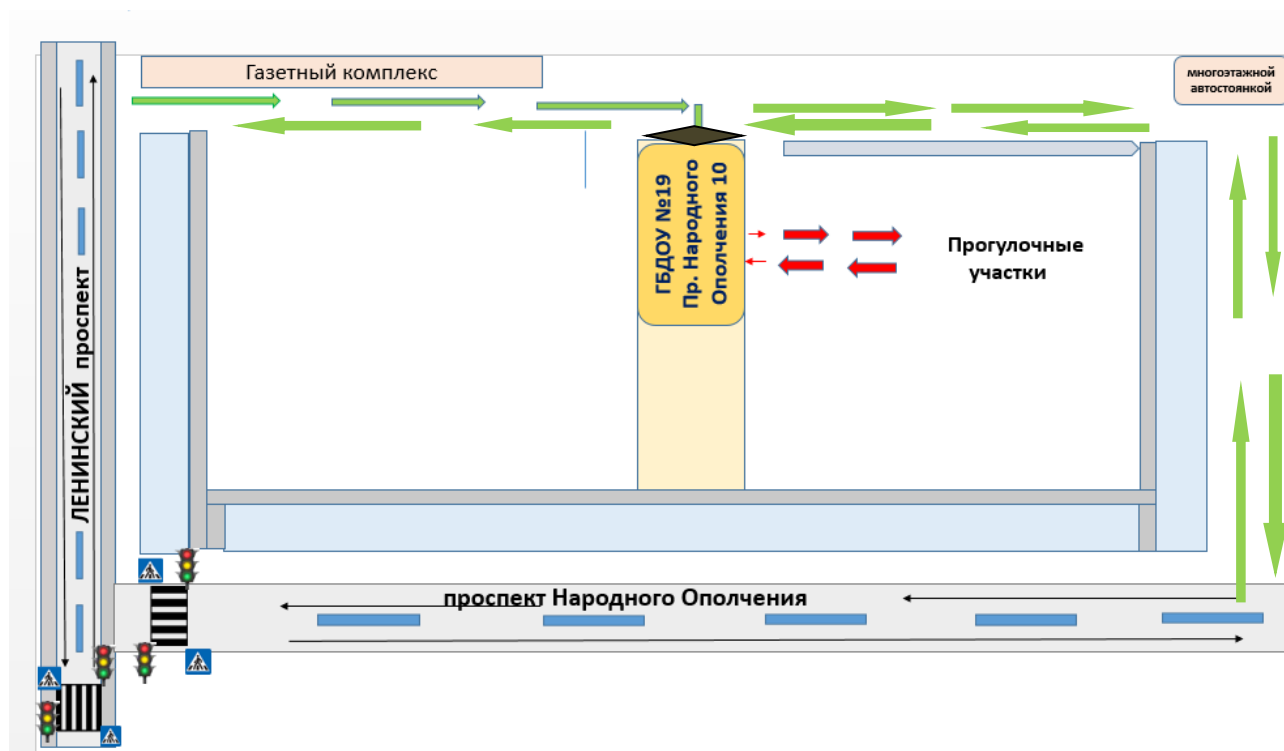 Газетный комплекс
многоэтажной
автостоянкой
ГБДОУ №19
Пр. Народного
Ополчения 10
Прогулочные
участки
ЛЕНИНСКИЙ проспект
проспект Народного Ополчения